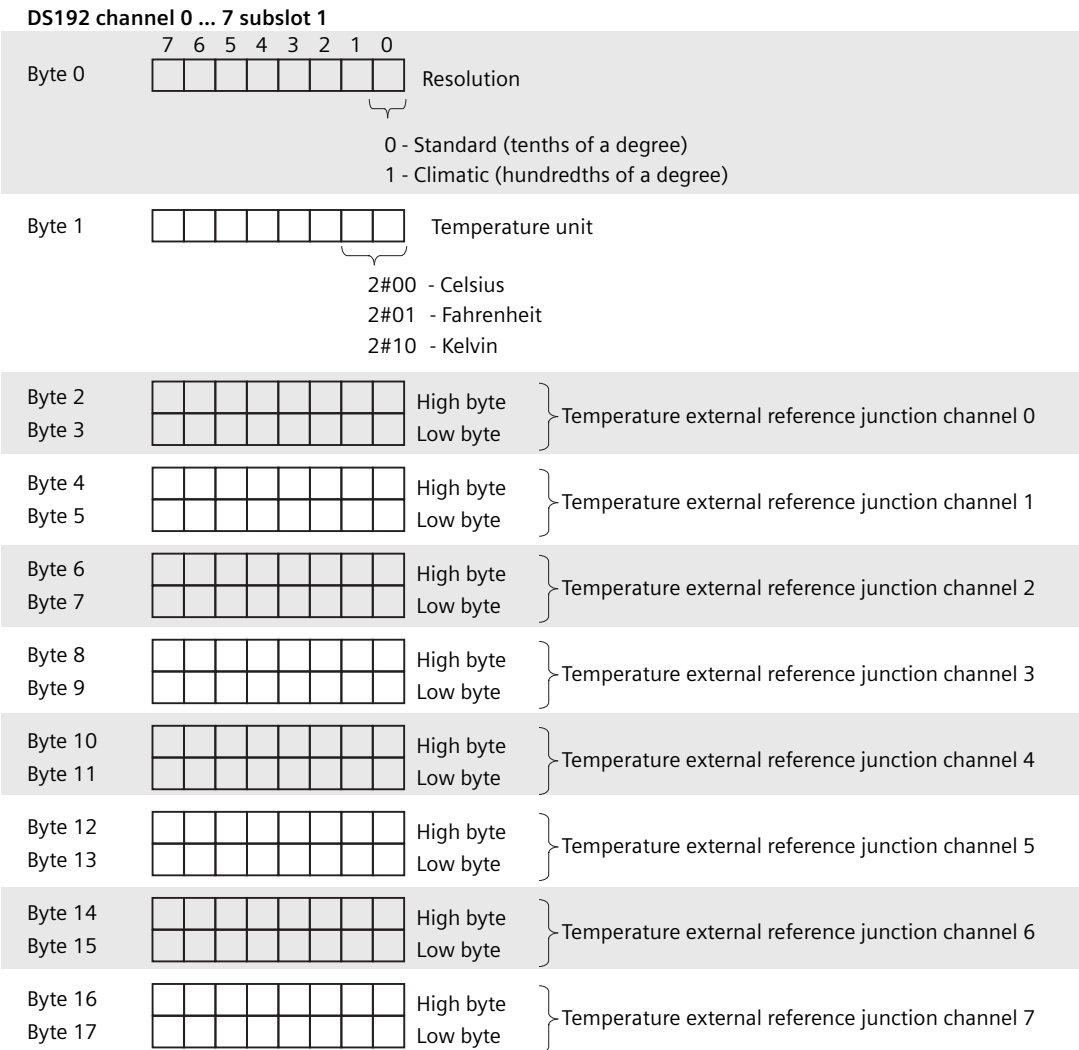 DS192 channel 0 ... 7 subslot 1
7 6 5 4 3 2 1 0
Byte 0 Resolution
0 - Standard (tenths of a degree)
1 - Climatic (hundredths of a degree)
Byte 1 Temperature unit
2#00 - Celsius
2#01 - Fahrenheit
2#10 - Kelvin
Byte 2 High byte
Temperature external reference junction channel 0
Byte 3 Low byte
Byte 4 High byte
Temperature external reference junction channel 1
Byte 5 Low byte
Byte 6 High byte
Temperature external reference junction channel 2
Byte 7 Low byte
Byte 8 High byte
Temperature external reference junction channel 3
Byte 9 Low byte
Byte 10 High byte
Temperature external reference junction channel 4
Byte 11 Low byte
Byte 12 High byte
Temperature external reference junction channel 5
Byte 13 Low byte
Byte 14 High byte
Temperature external reference junction channel 6
Byte 15 Low byte
Byte 16 High byte
Temperature external reference junction channel 7
Byte 17 Low byte